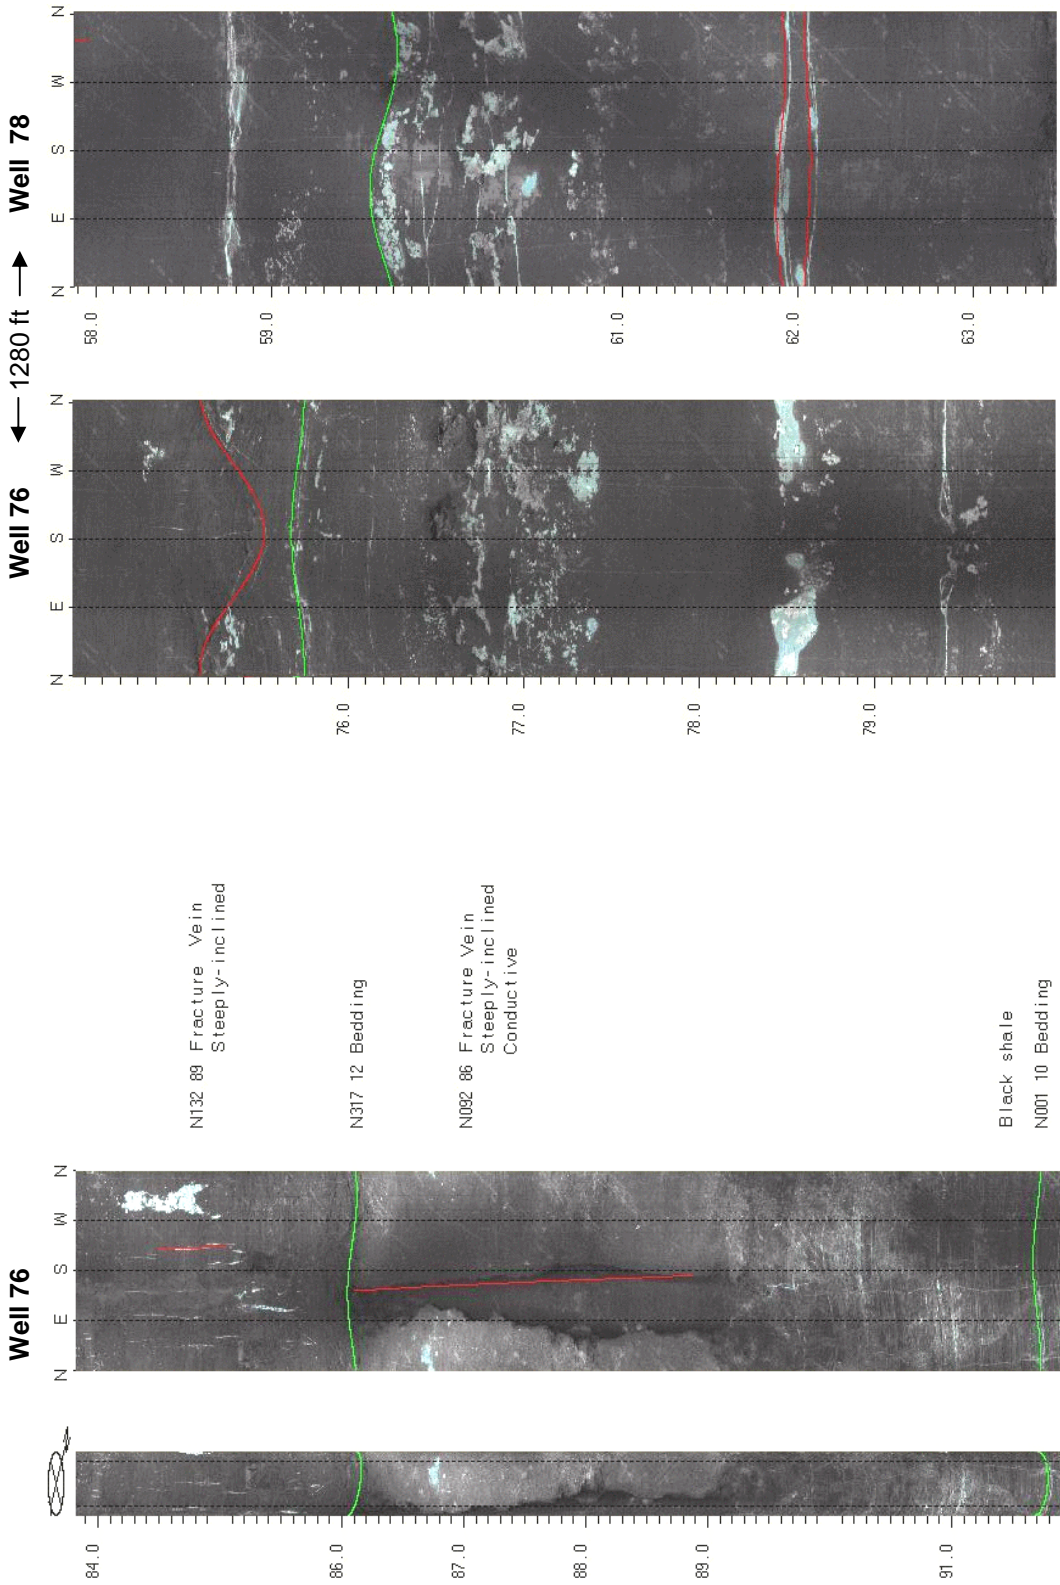 Well 76
Well 76
← 1280 ft →
Well 78
N E S W N
N E S W N
N E S W N
84.0
86.0
87.0
88.0
89.0
91.0
N132 89 Fracture Vein
Steeply-inclined
N317 12 Bedding
N092 86 Fracture Vein
Steeply-inclined
Conductive
Black shale
N001 10 Bedding
76.0
77.0
78.0
79.0
58.0
59.0
61.0
62.0
63.0